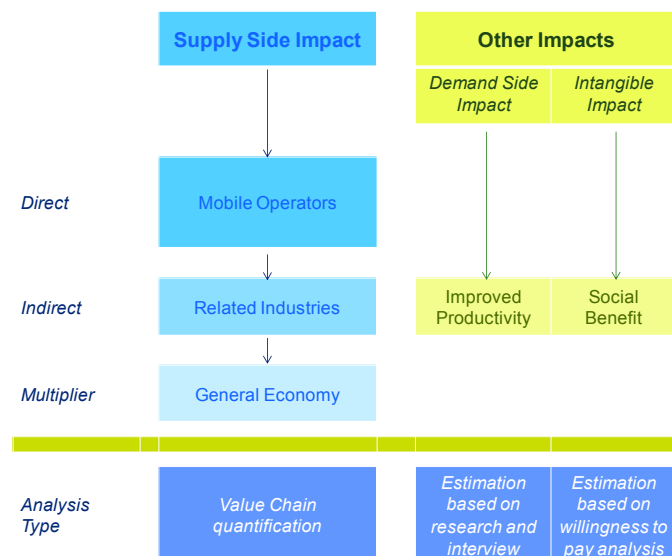 Supply Side Impact
Other Impacts
Demand Side
Impact
Intangible
Impact
Direct
Mobile Operators
Indirect
Related Industries
Improved
Productivity
Social
Benefit
Multiplier
General Economy
Analysis
Type
Value Chain
quantification
Estimation
based on
research and
interview
Estimation
based on
willingness to
pay analysis